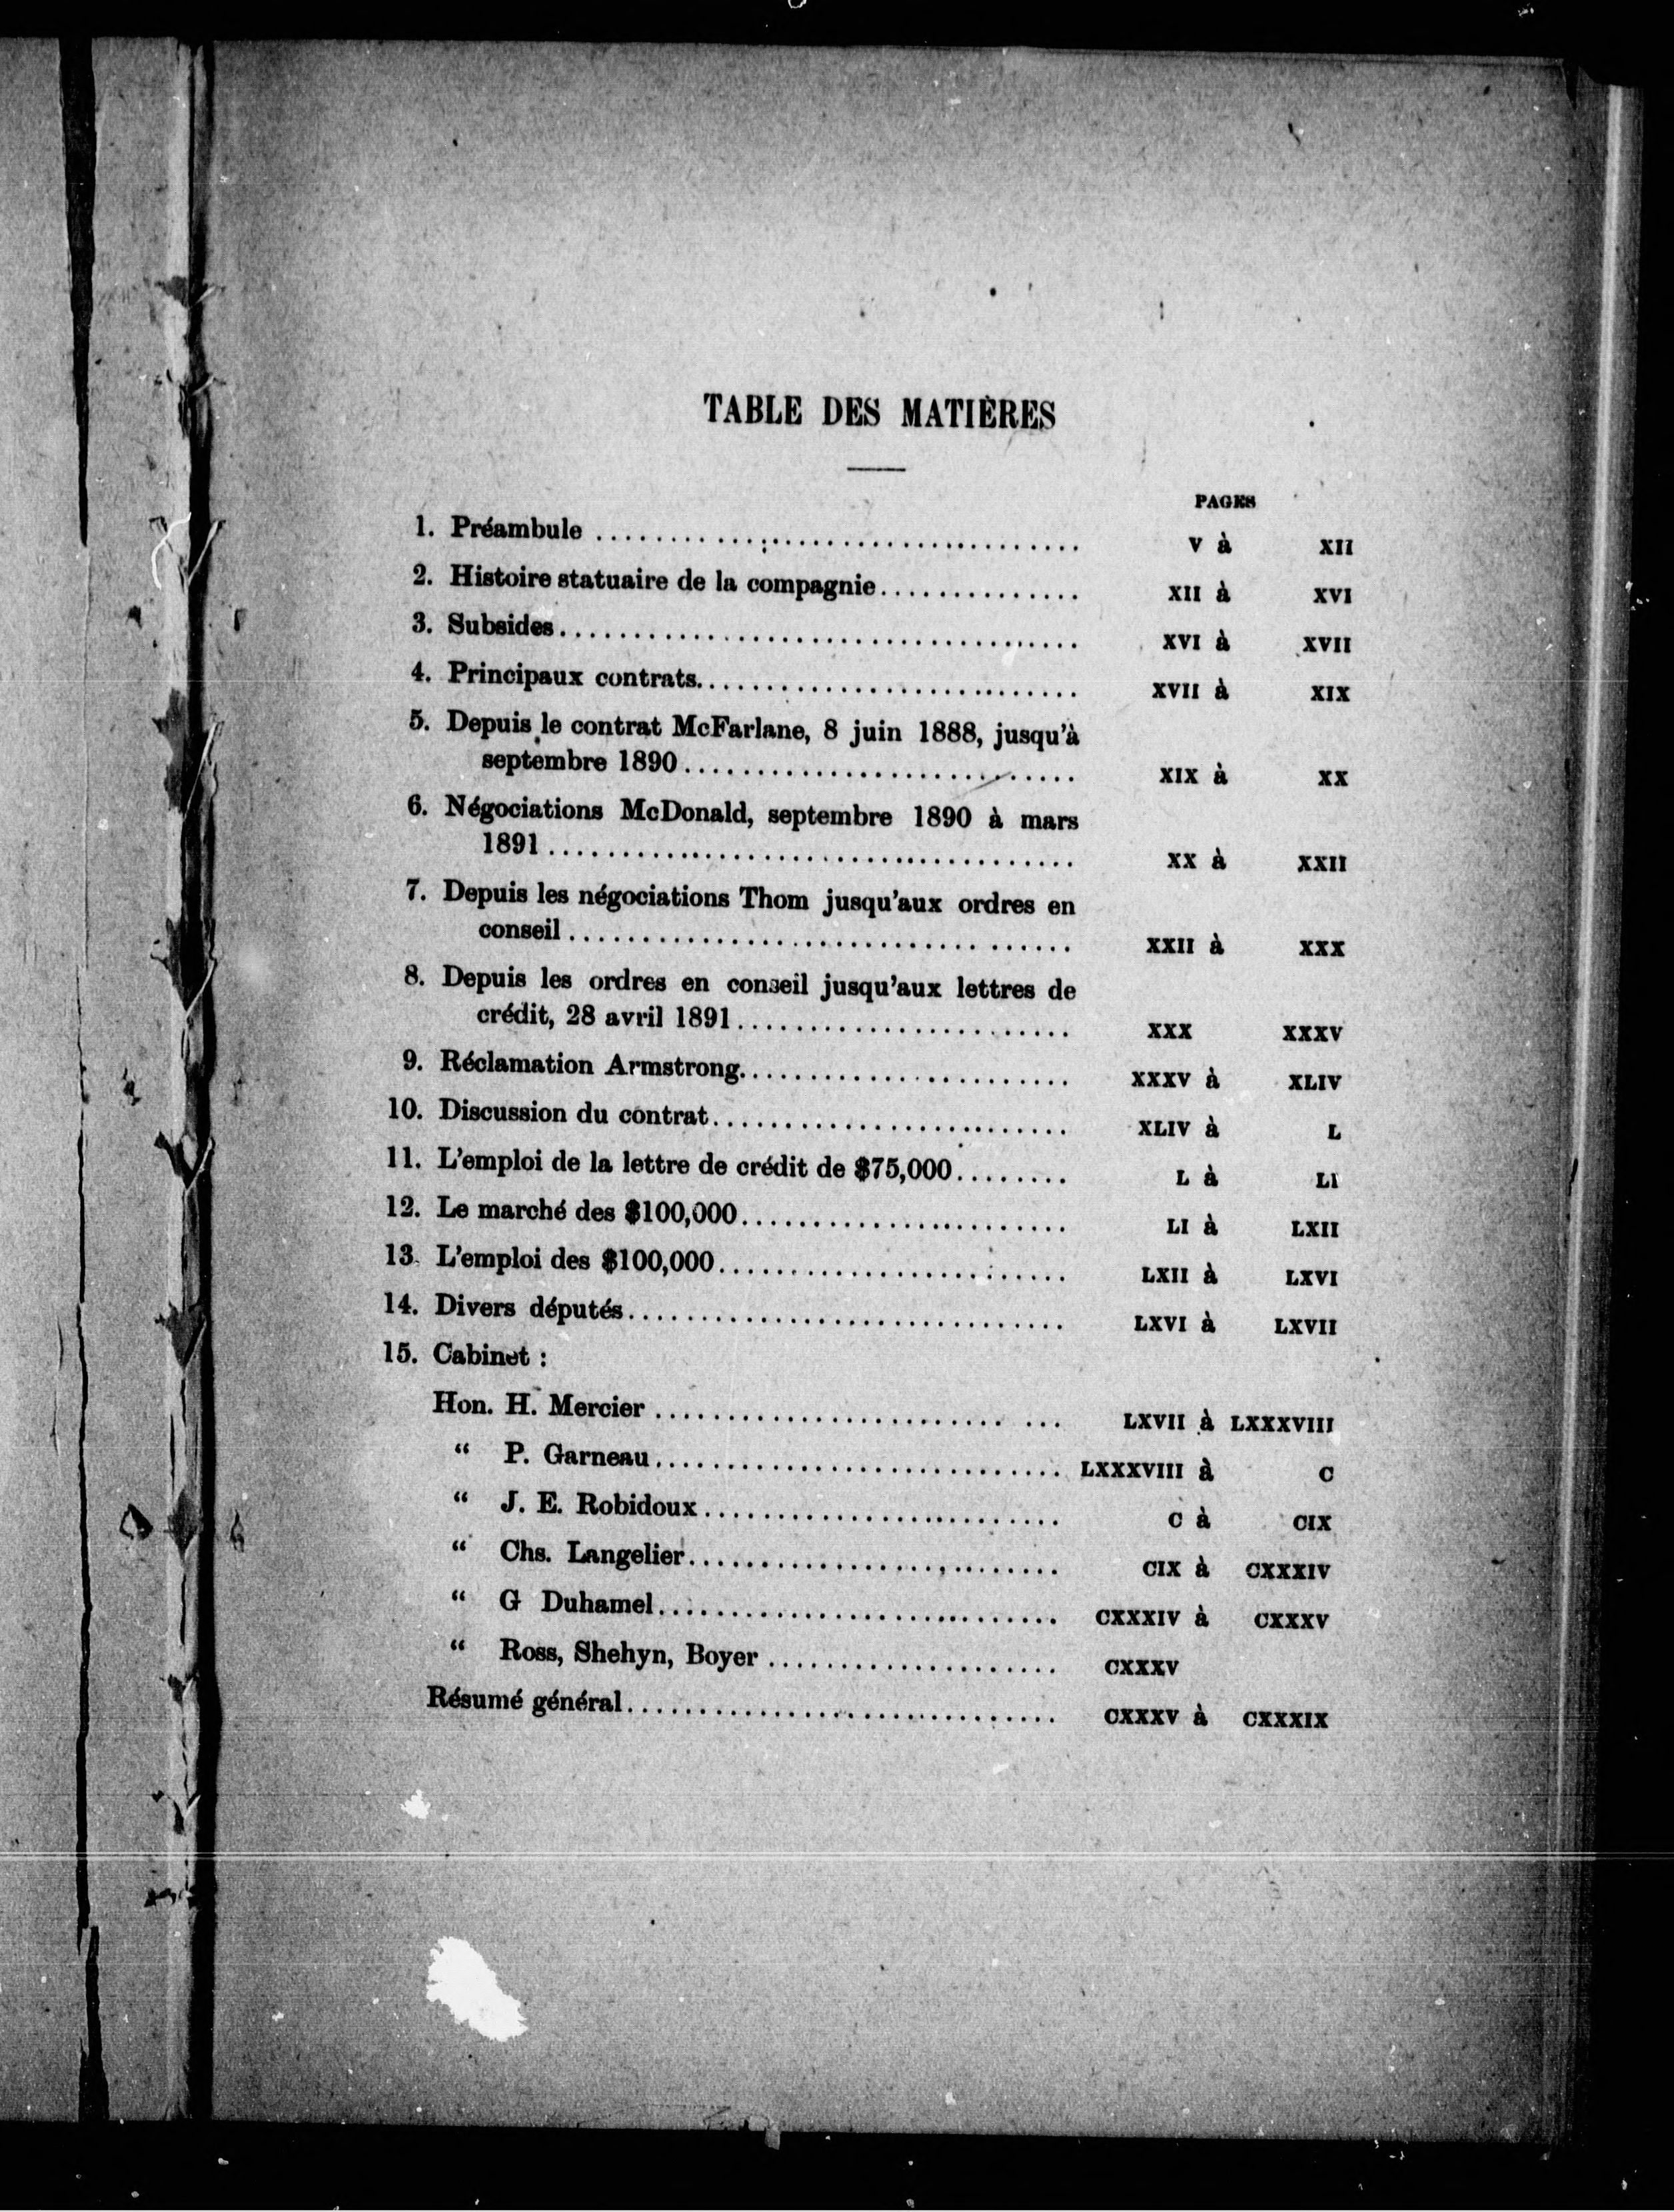 TABLE DES MATIÈRES
PAGES
1. Préambule ........................................ V à XII
2. Histoire statuaire de la compagnie............... XII à XVI
3. Subsides........................................ XVI à XVII
4. Principaux contrats............................. XVII à XIX
5. Depuis le contrat McFarlane, 8 juin 1888, jusqu'à
septembre 1890.............................. XIX à XX
6. Négociations McDonald, septembre 1890 à mars
1891........................................ XX à XXII
7. Depuis les négociations Thom jusqu'aux ordres en
conseil..................................... XXII à XXX
8. Depuis les ordres en conseil jusqu'aux lettres de
crédit, 28 avril 1891........................ XXX XXXV
9. Réclamation Armstrong........................... XXXV à XLIV
10. Discussion du contrat........................... XLIV à L
11. L'emploi de la lettre de crédit de $75,000........ L à LI
12. Le marché des $100,000......................... LI à LXII
13. L'emploi des $100,000.......................... LXII à LXVI
14. Divers députés................................. LXVI à LXVII
15. Cabinet :
Hon. H. Mercier ............................ LXVII à LXXXVIII
“ P. Garneau............................ LXXXVIII à C
“ J. E. Robidoux......................... C à CIX
“ Chs. Langelier......................... CIX à CXXXIV
“ G Duhamel........................... CXXXIV à CXXXV
“ Ross, Shehyn, Boyer ................... CXXXV
Résumé général.............................. CXXXV à CXXXIX